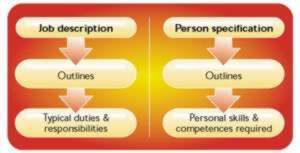 Job description
Outlines
Typical duties &
responsibilities
Person specification
Outlines
Personal skills &
competences required